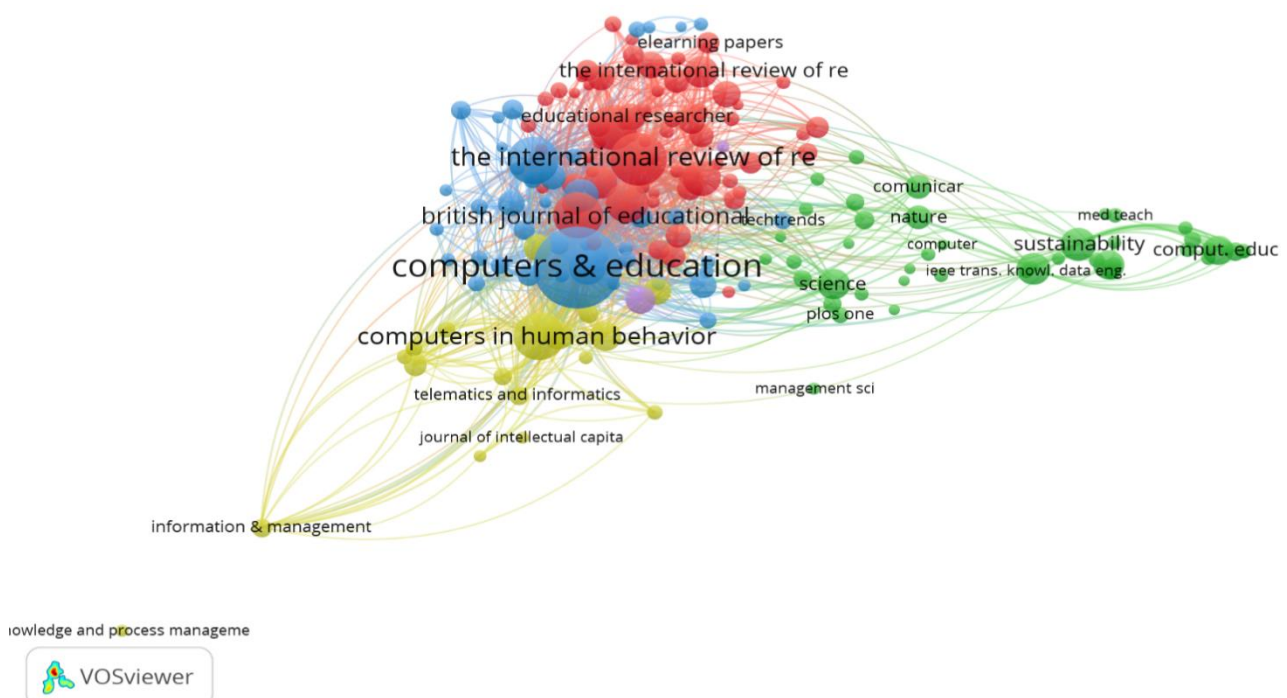 elearning papers
the international review of re
educational researcher
the international review of re
comunicar
british journal of educational
techtrends
nature
med teach
computer
sustainability
comput. educ
computers & education
ieee trans. knowl. data eng.
science
plos one
computers in human behavior
telematics and informatics
management sci
journal of intellectual capita
information & management
nowledge and process manageme
VOSviewer